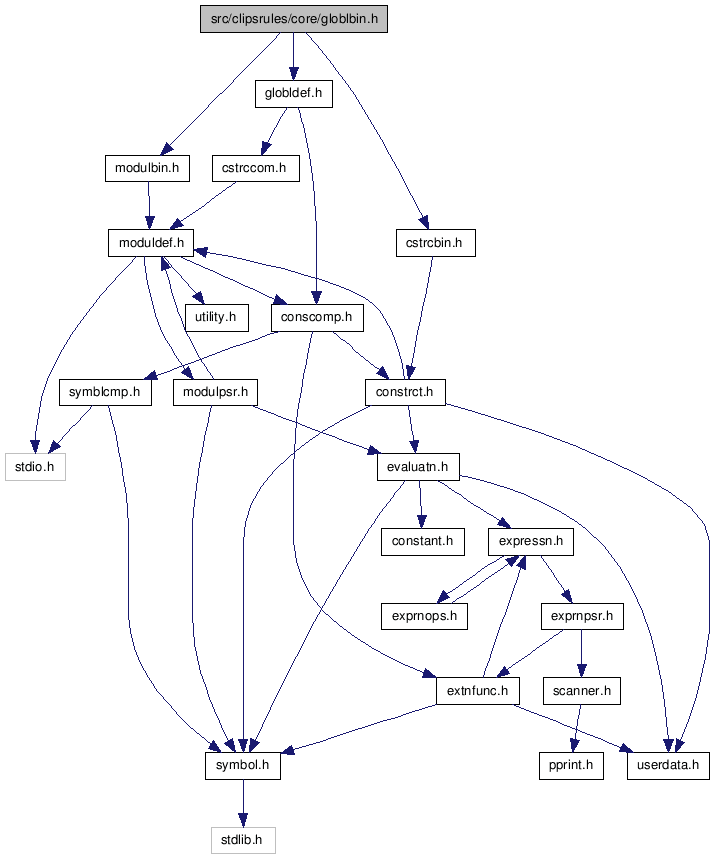 src/clipsrules/core/globlbin.h
globldef.h
modulbin.h
cstrccom.h
moduldef.h
cstrcbin.h
utility.h
conscomp.h
symblcmp.h
modulpsr.h
constrct.h
stdio.h
evaluatn.h
constant.h
expressn.h
exprnops.h
exprnpsr.h
extnfunc.h
scanner.h
symbol.h
pprint.h
userdata.h
stdlib.h